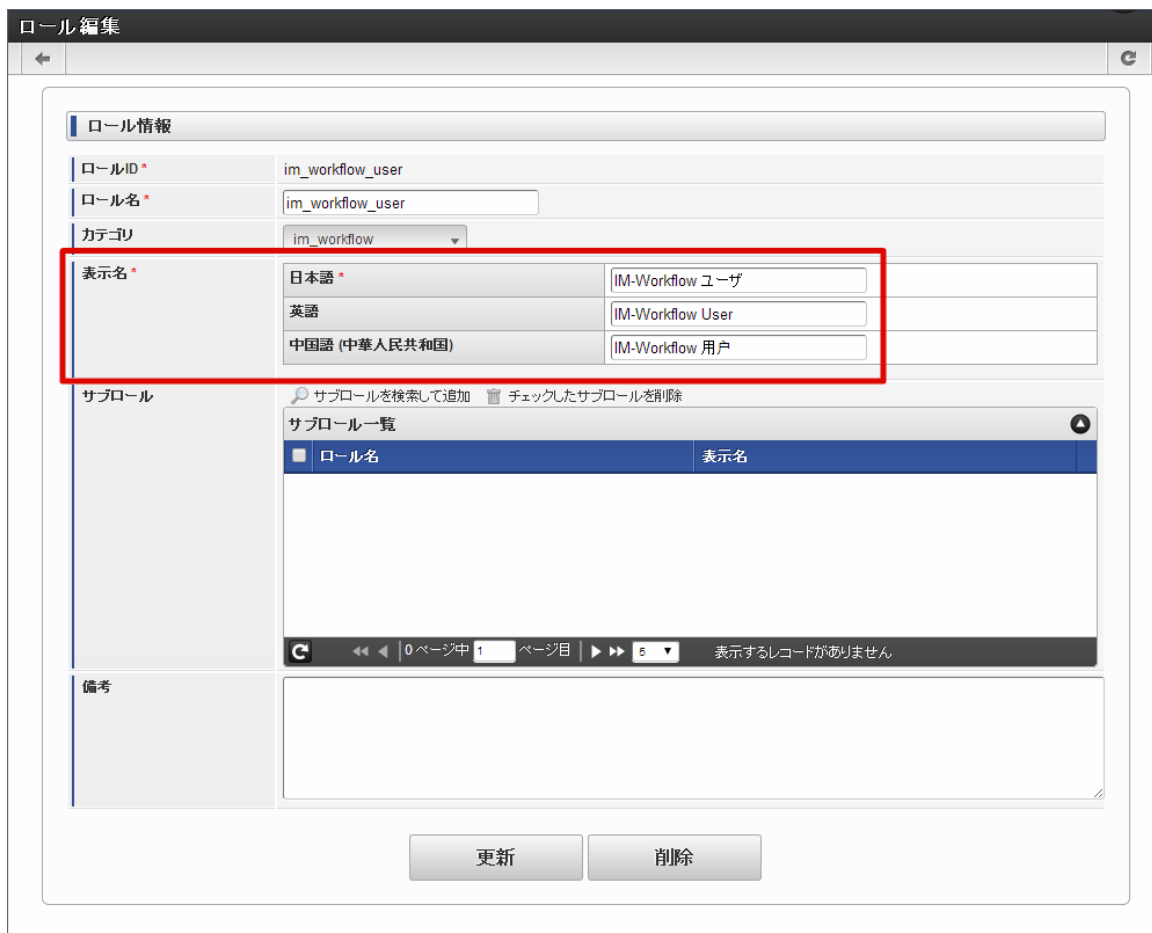 ロール編集
ロール情報
ロールID *
im_workflow_user
ロール名 *
im_workflow_user
カテゴリ
im_workflow
表示名 *
日本語 *
IM-Workflow ユーザ
英語
IM-Workflow User
中国語 (中華人民共和国)
IM-Workflow 用户
サブロール
サブロールを検索して追加 チェックしたサブロールを削除
サブロール一覧
ロール名 表示名
0 ページ中 1 ページ目 5 表示するレコードがありません
備考
更新 削除